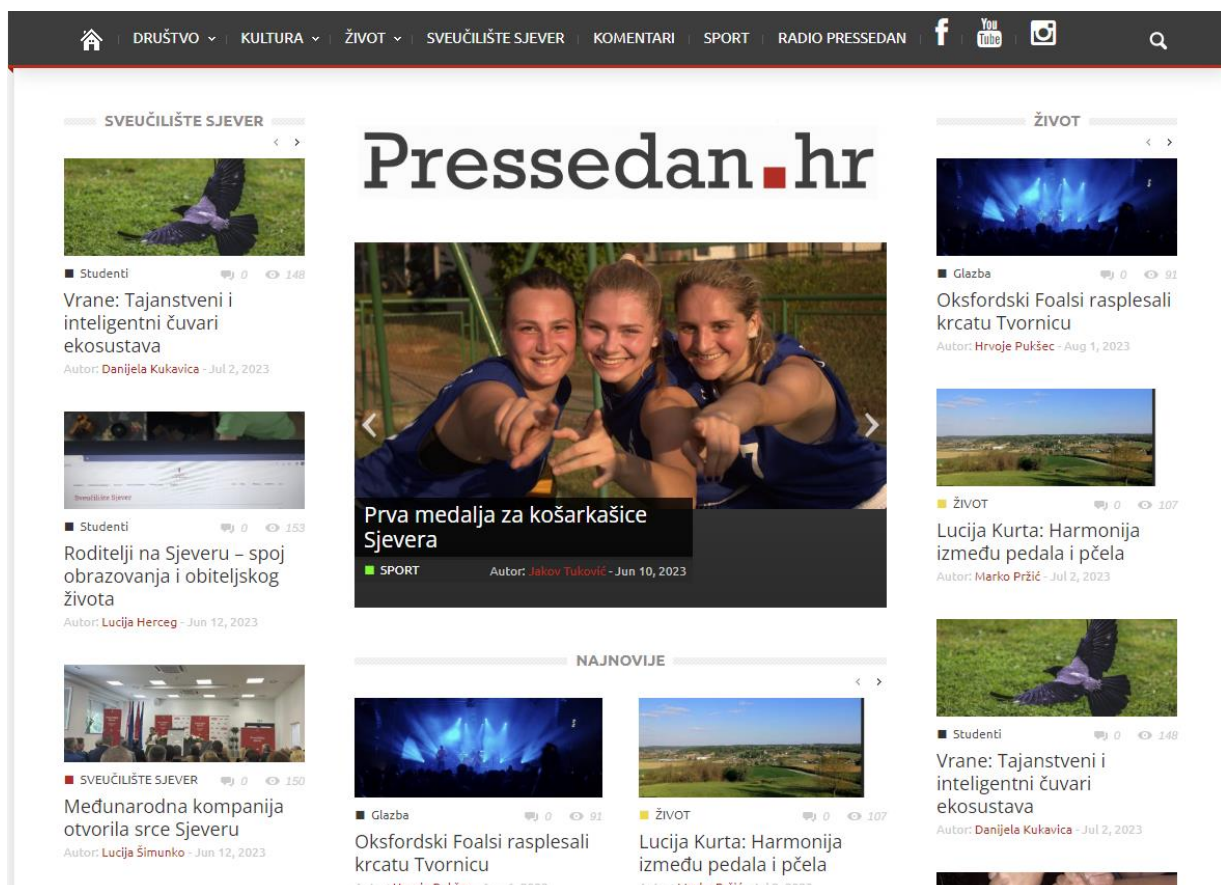 DRUŠTVO
KULTURA
ŽIVOT
SVEUČILIŠTE SJEVER
KOMENTARI
SPORT
RADIO PRESSEDAN
f
You
Tube
SVEUČILIŠTE SJEVER
Studenti 0 148
Vrane: Tajanstveni i
inteligentni čuvari
ekosustava
Autor: Danijela Kukavica - Jul 2, 2023
Sveučilište Sjever
Studenti 0 153
Roditelji na Sjeveru – spoj
obrazovanja i obiteljskog
života
Autor: Lucija Herceg - Jun 12, 2023
SVEUČILIŠTE SJEVER 0 150
Međunarodna kompanija
otvorila srce Sjeveru
Autor: Lucija Šimunko - Jun 12, 2023
Pressedan.hr
7
Prva medalja za košarkašice
Sjevera
SPORT Autor: Jakov Tuković - Jun 10, 2023
NAJNOVIJE
Glazba 0 91
Oksfordski Foalsi rasplesali
krcatu Tvornicu
ŽIVOT 0 107
Lucija Kurta: Harmonija
između pedala i pčela
ŽIVOT
Glazba 0 91
Oksfordski Foalsi rasplesali
krcatu Tvornicu
Autor: Hrvoje Pukšec - Aug 1, 2023
ŽIVOT 0 107
Lucija Kurta: Harmonija
između pedala i pčela
Autor: Marko Pržić - Jul 2, 2023
Studenti 0 148
Vrane: Tajanstveni i
inteligentni čuvari
ekosustava
Autor: Danijela Kukavica - Jul 2, 2023